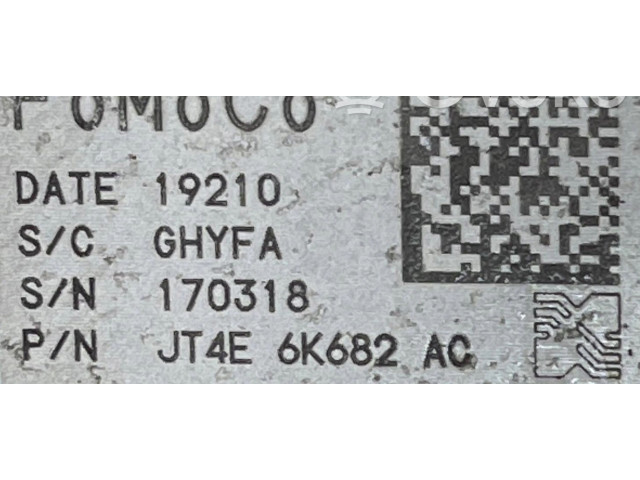 FoMoCo
DATE 19210
S/C GHYFA
S/N 170318
P/N JT4E 6K682 AC